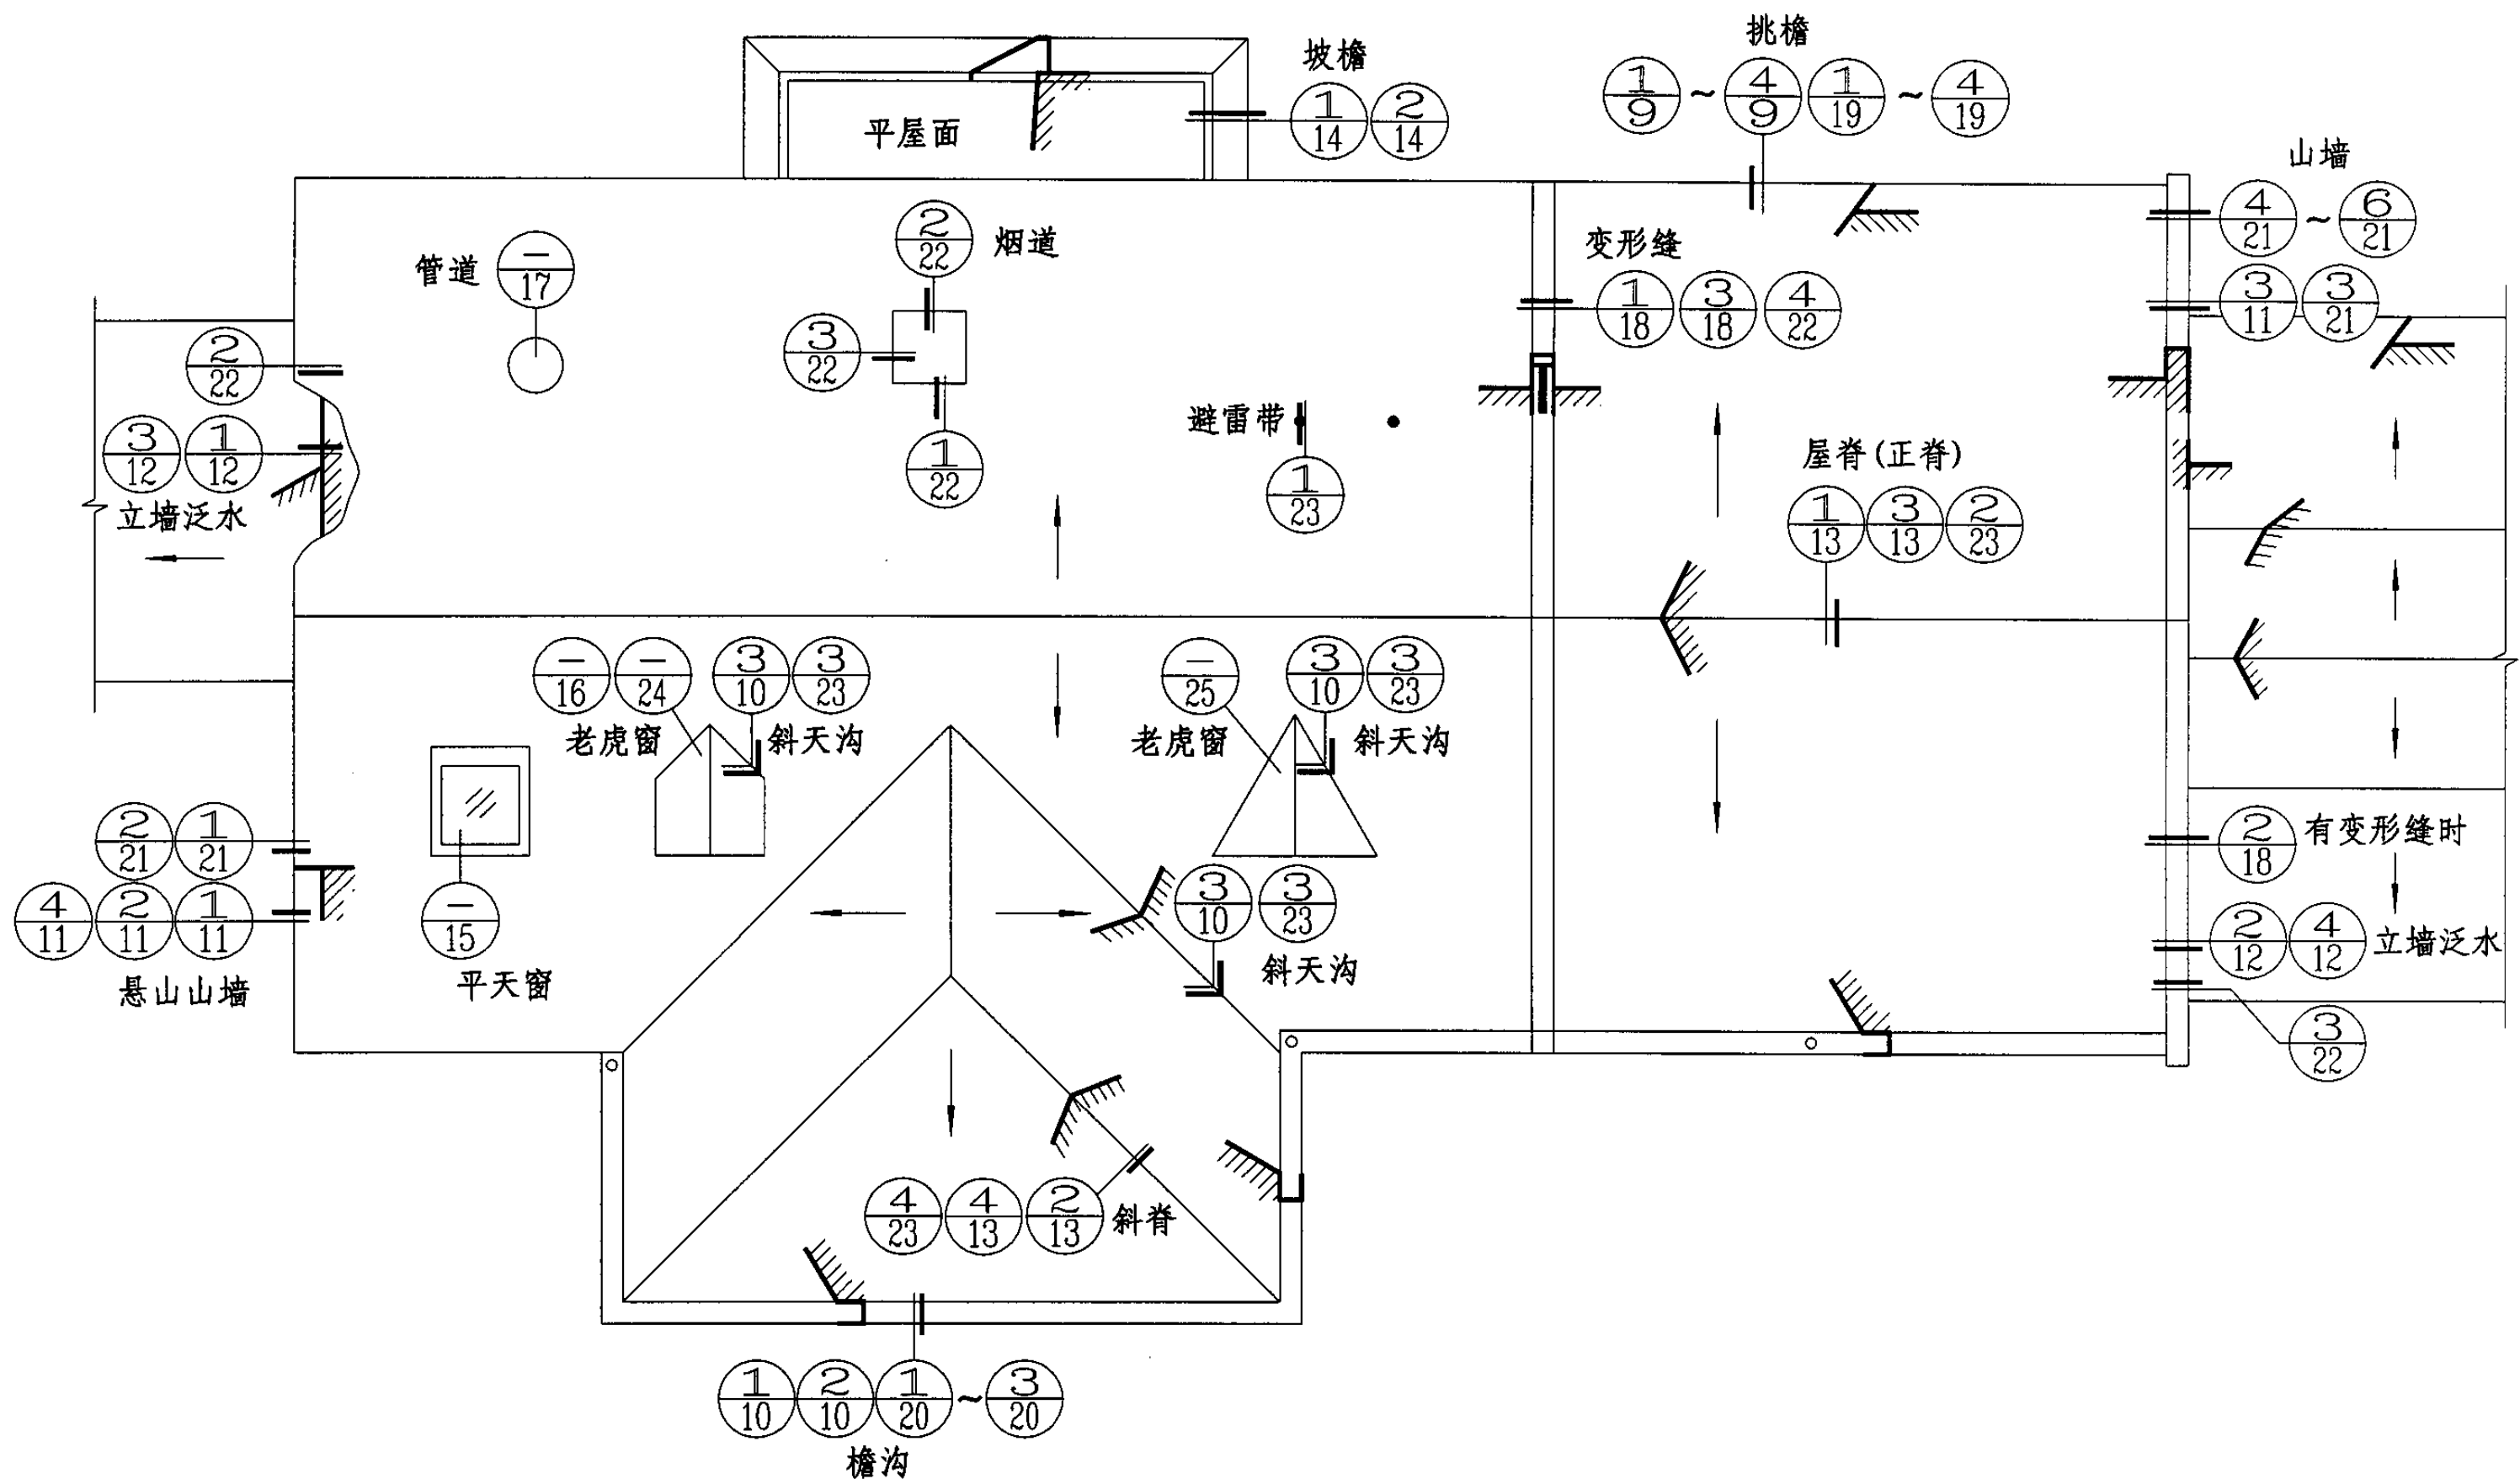 挑檐
1/9 ~ 4/9 1/19 ~ 4/19
坡檐
1/14 2/14
平屋面
山墙
4/21 ~ 6/21
3/11 3/21
管道 -/17
2/22 烟道
3/22
1/22
变形缝
1/18 3/18 4/22
2/22
3/12 1/12
立墙泛水
避雷带
1/23
屋脊(正脊)
1/13 3/13 2/23
-/16 -/24
老虎窗
3/10 3/23
斜天沟
-/25
老虎窗
3/10 3/23
斜天沟
2/21 1/21
4/11 2/11 1/11
悬山山墙
-/15
平天窗
3/10 3/23
斜天沟
2/18 有变形缝时
2/12 4/12 立墙泛水
3/22
4/23 4/13 2/13 斜脊
1/10 2/10 1/20 ~ 3/20
檐沟